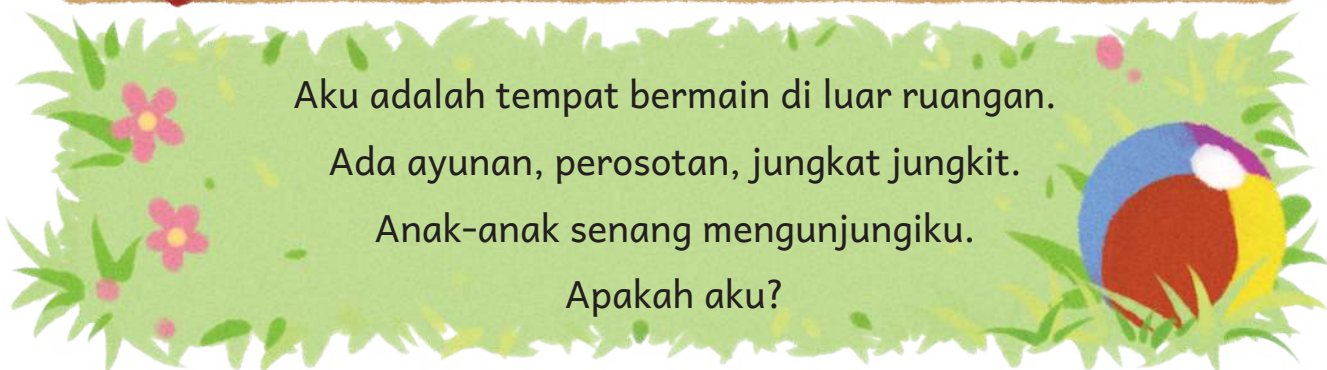 Aku adalah tempat bermain di luar ruangan.
Ada ayunan, perosotan, jungkat jungkit.
Anak-anak senang mengunjungiku.
Apakah aku?